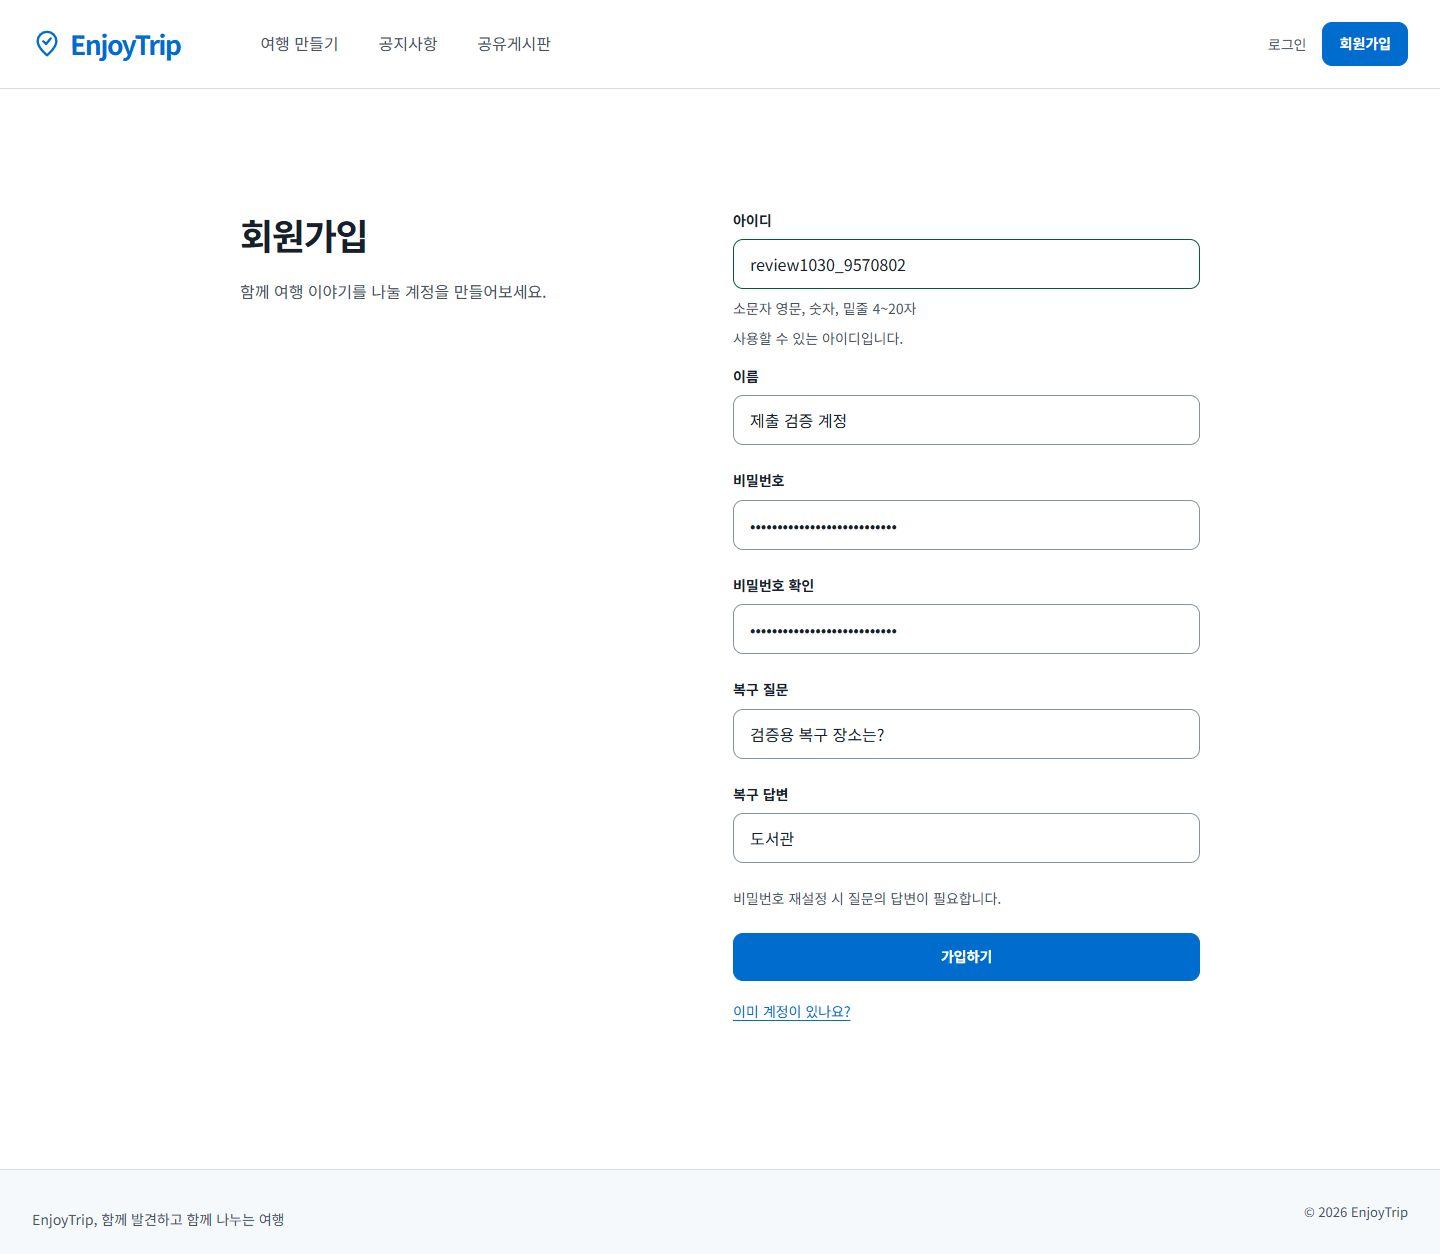 EnjoyTrip
여행 만들기
공지사항
공유게시판
로그인
회원가입
회원가입
함께 여행 이야기를 나눌 계정을 만들어보세요.
아이디
review1030_9570802
소문자 영문, 숫자, 밑줄 4~20자
사용할 수 있는 아이디입니다.
이름
제출 검증 계정
비밀번호
•••••••••••••••••••••••••••
비밀번호 확인
•••••••••••••••••••••••••••
복구 질문
검증용 복구 장소는?
복구 답변
도서관
비밀번호 재설정 시 질문의 답변이 필요합니다.
가입하기
이미 계정이 있나요?
EnjoyTrip, 함께 발견하고 함께 나누는 여행
© 2026 EnjoyTrip